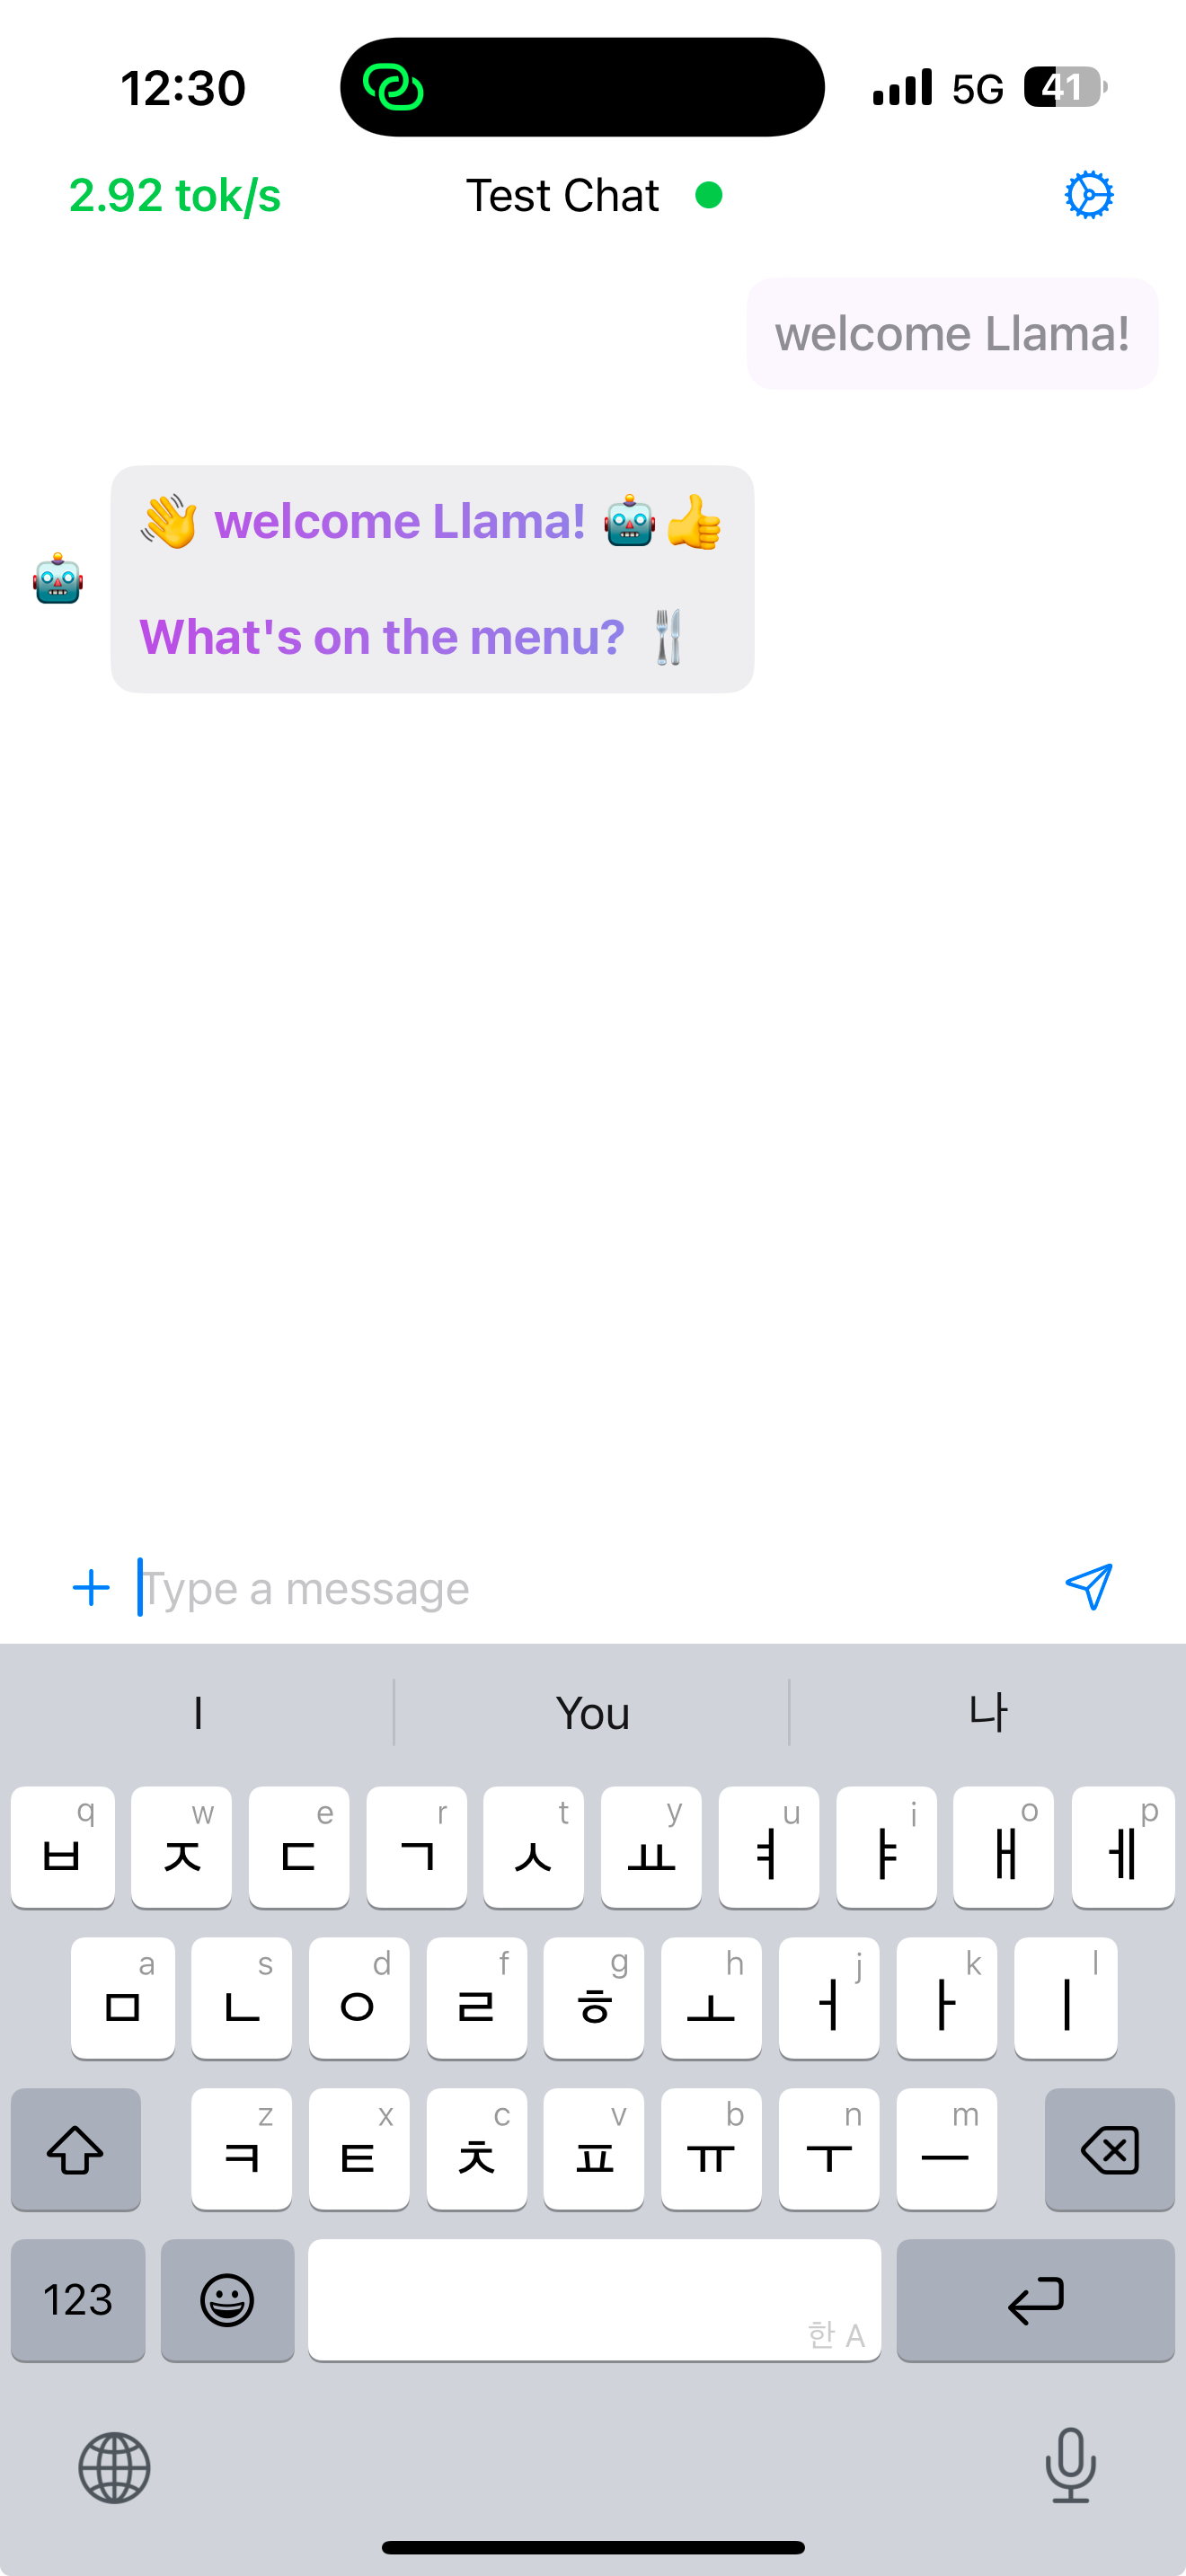 12:30
5G 41
2.92 tok/s Test Chat
welcome Llama!
👋 welcome Llama! 🤖👍
What's on the menu? 🍴
Type a message
I You 나
q w e r t y u i o p
ㅂ ㅈ ㄷ ㄱ ㅅ ㅛ ㅕ ㅑ ㅐ ㅔ
a s d f g h j k l
ㅁ ㄴ ㅇ ㄹ ㅎ ㅗ ㅓ ㅏ ㅣ
z x c v b n m
ㅋ ㅌ ㅊ ㅍ ㅠ ㅜ ㅡ
123
한 A